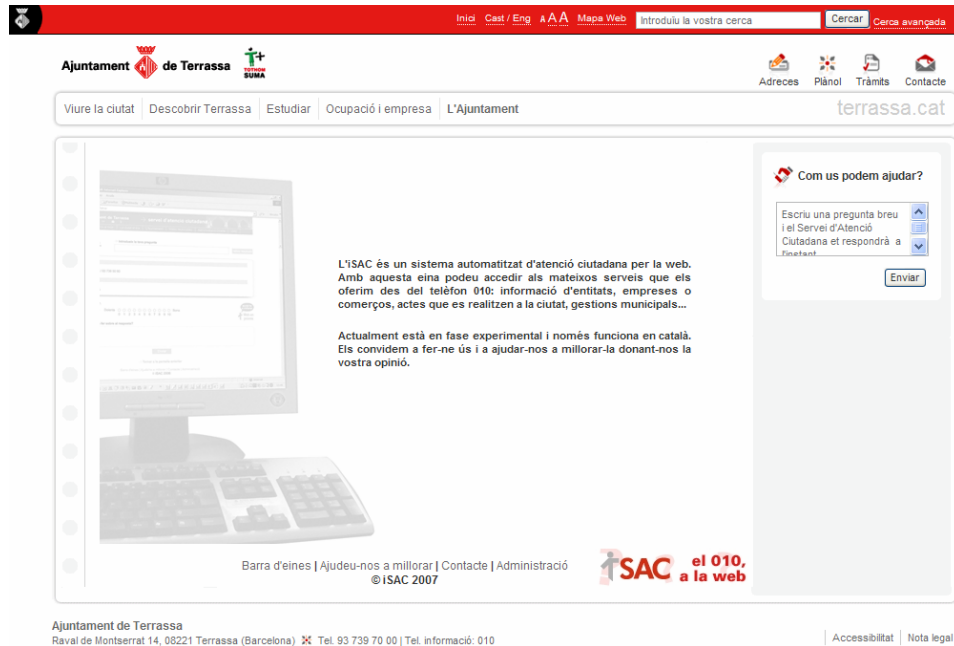 Inici Cast / Eng A A A Mapa Web Introduïu la vostra cerca Cercar Cerca avançada
Ajuntament de Terrassa
TOTHOM
SUMA
Adreces Plànol Tràmits Contacte
Viure la ciutat Descobrir Terrassa Estudiar Ocupació i empresa L'Ajuntament terrassa.cat
Com us podem ajudar?
Escriu una pregunta breu
i el Servei d'Atenció
Ciutadana et respondrà a
l'instant
Enviar
L'iSAC és un sistema automatitzat d'atenció ciutadana per la web.
Amb aquesta eina podeu accedir als mateixos serveis que els
oferim des del telèfon 010: informació d'entitats, empreses o
comerços, actes que es realitzen a la ciutat, gestions municipals...
Actualment està en fase experimental i només funciona en català.
Els convidem a fer-ne ús i a ajudar-nos a millorar-la donant-nos la
vostra opinió.
Barra d'eines | Ajudeu-nos a millorar | Contacte | Administració
© iSAC 2007
iSAC el 010,
a la web
Ajuntament de Terrassa
Raval de Montserrat 14, 08221 Terrassa (Barcelona) Tel. 93 739 70 00 | Tel. informació: 010
Accessibilitat Nota legal